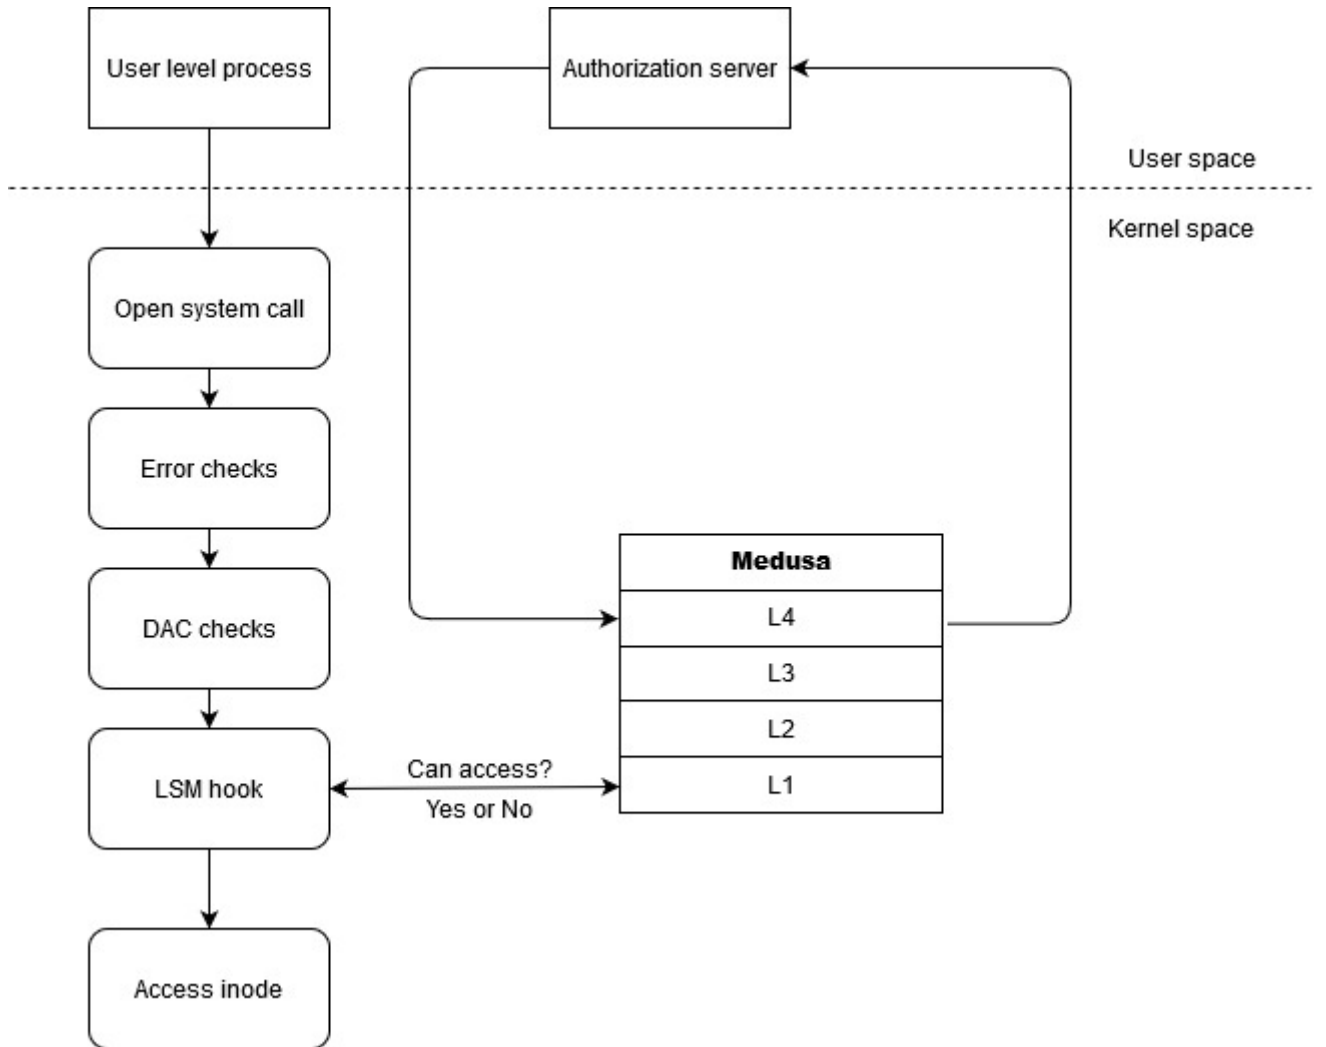 User level process
Authorization server
User space
Kernel space
Open system call
Error checks
DAC checks
LSM hook
Access inode
Can access?
Yes or No
Medusa
L4
L3
L2
L1